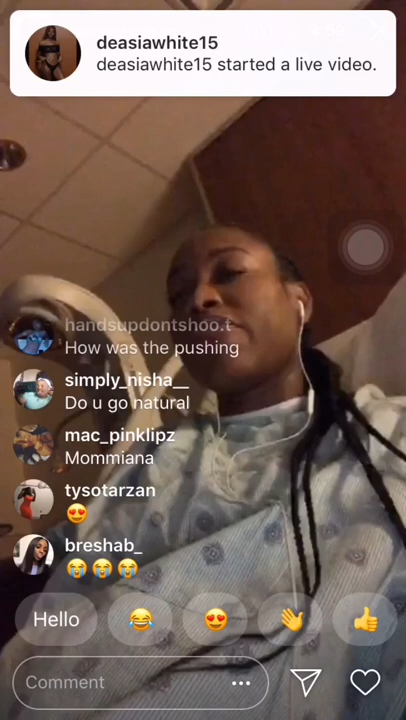 deasiawhite15
deasiawhite15 started a live video.
handsupdontshoo.t
How was the pushing
simply_nisha__
Do u go natural
mac_pinklipz
Mommiana
tysotarzan
😍
breshab_
😭😭😭
Hello 😂 😍 👋 👍
Comment